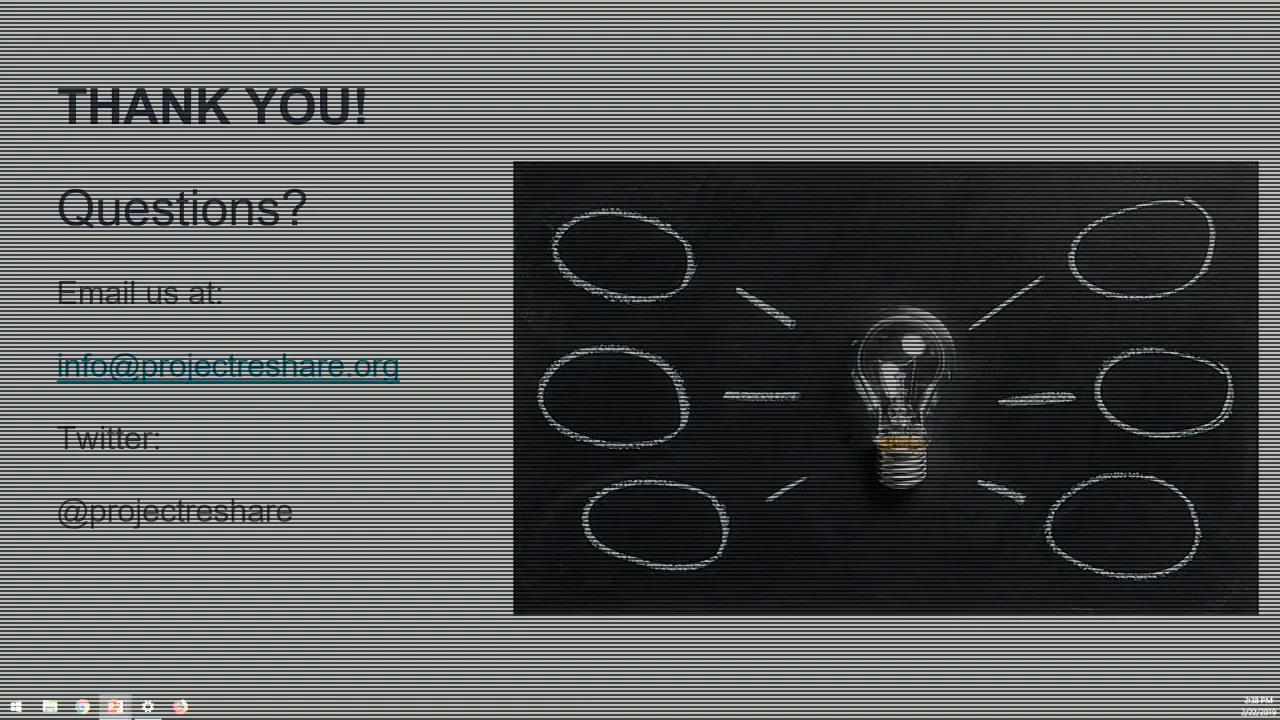 THANK YOU!
Questions?
Email us at:
info@projectreshare.org
Twitter:
@projectreshare